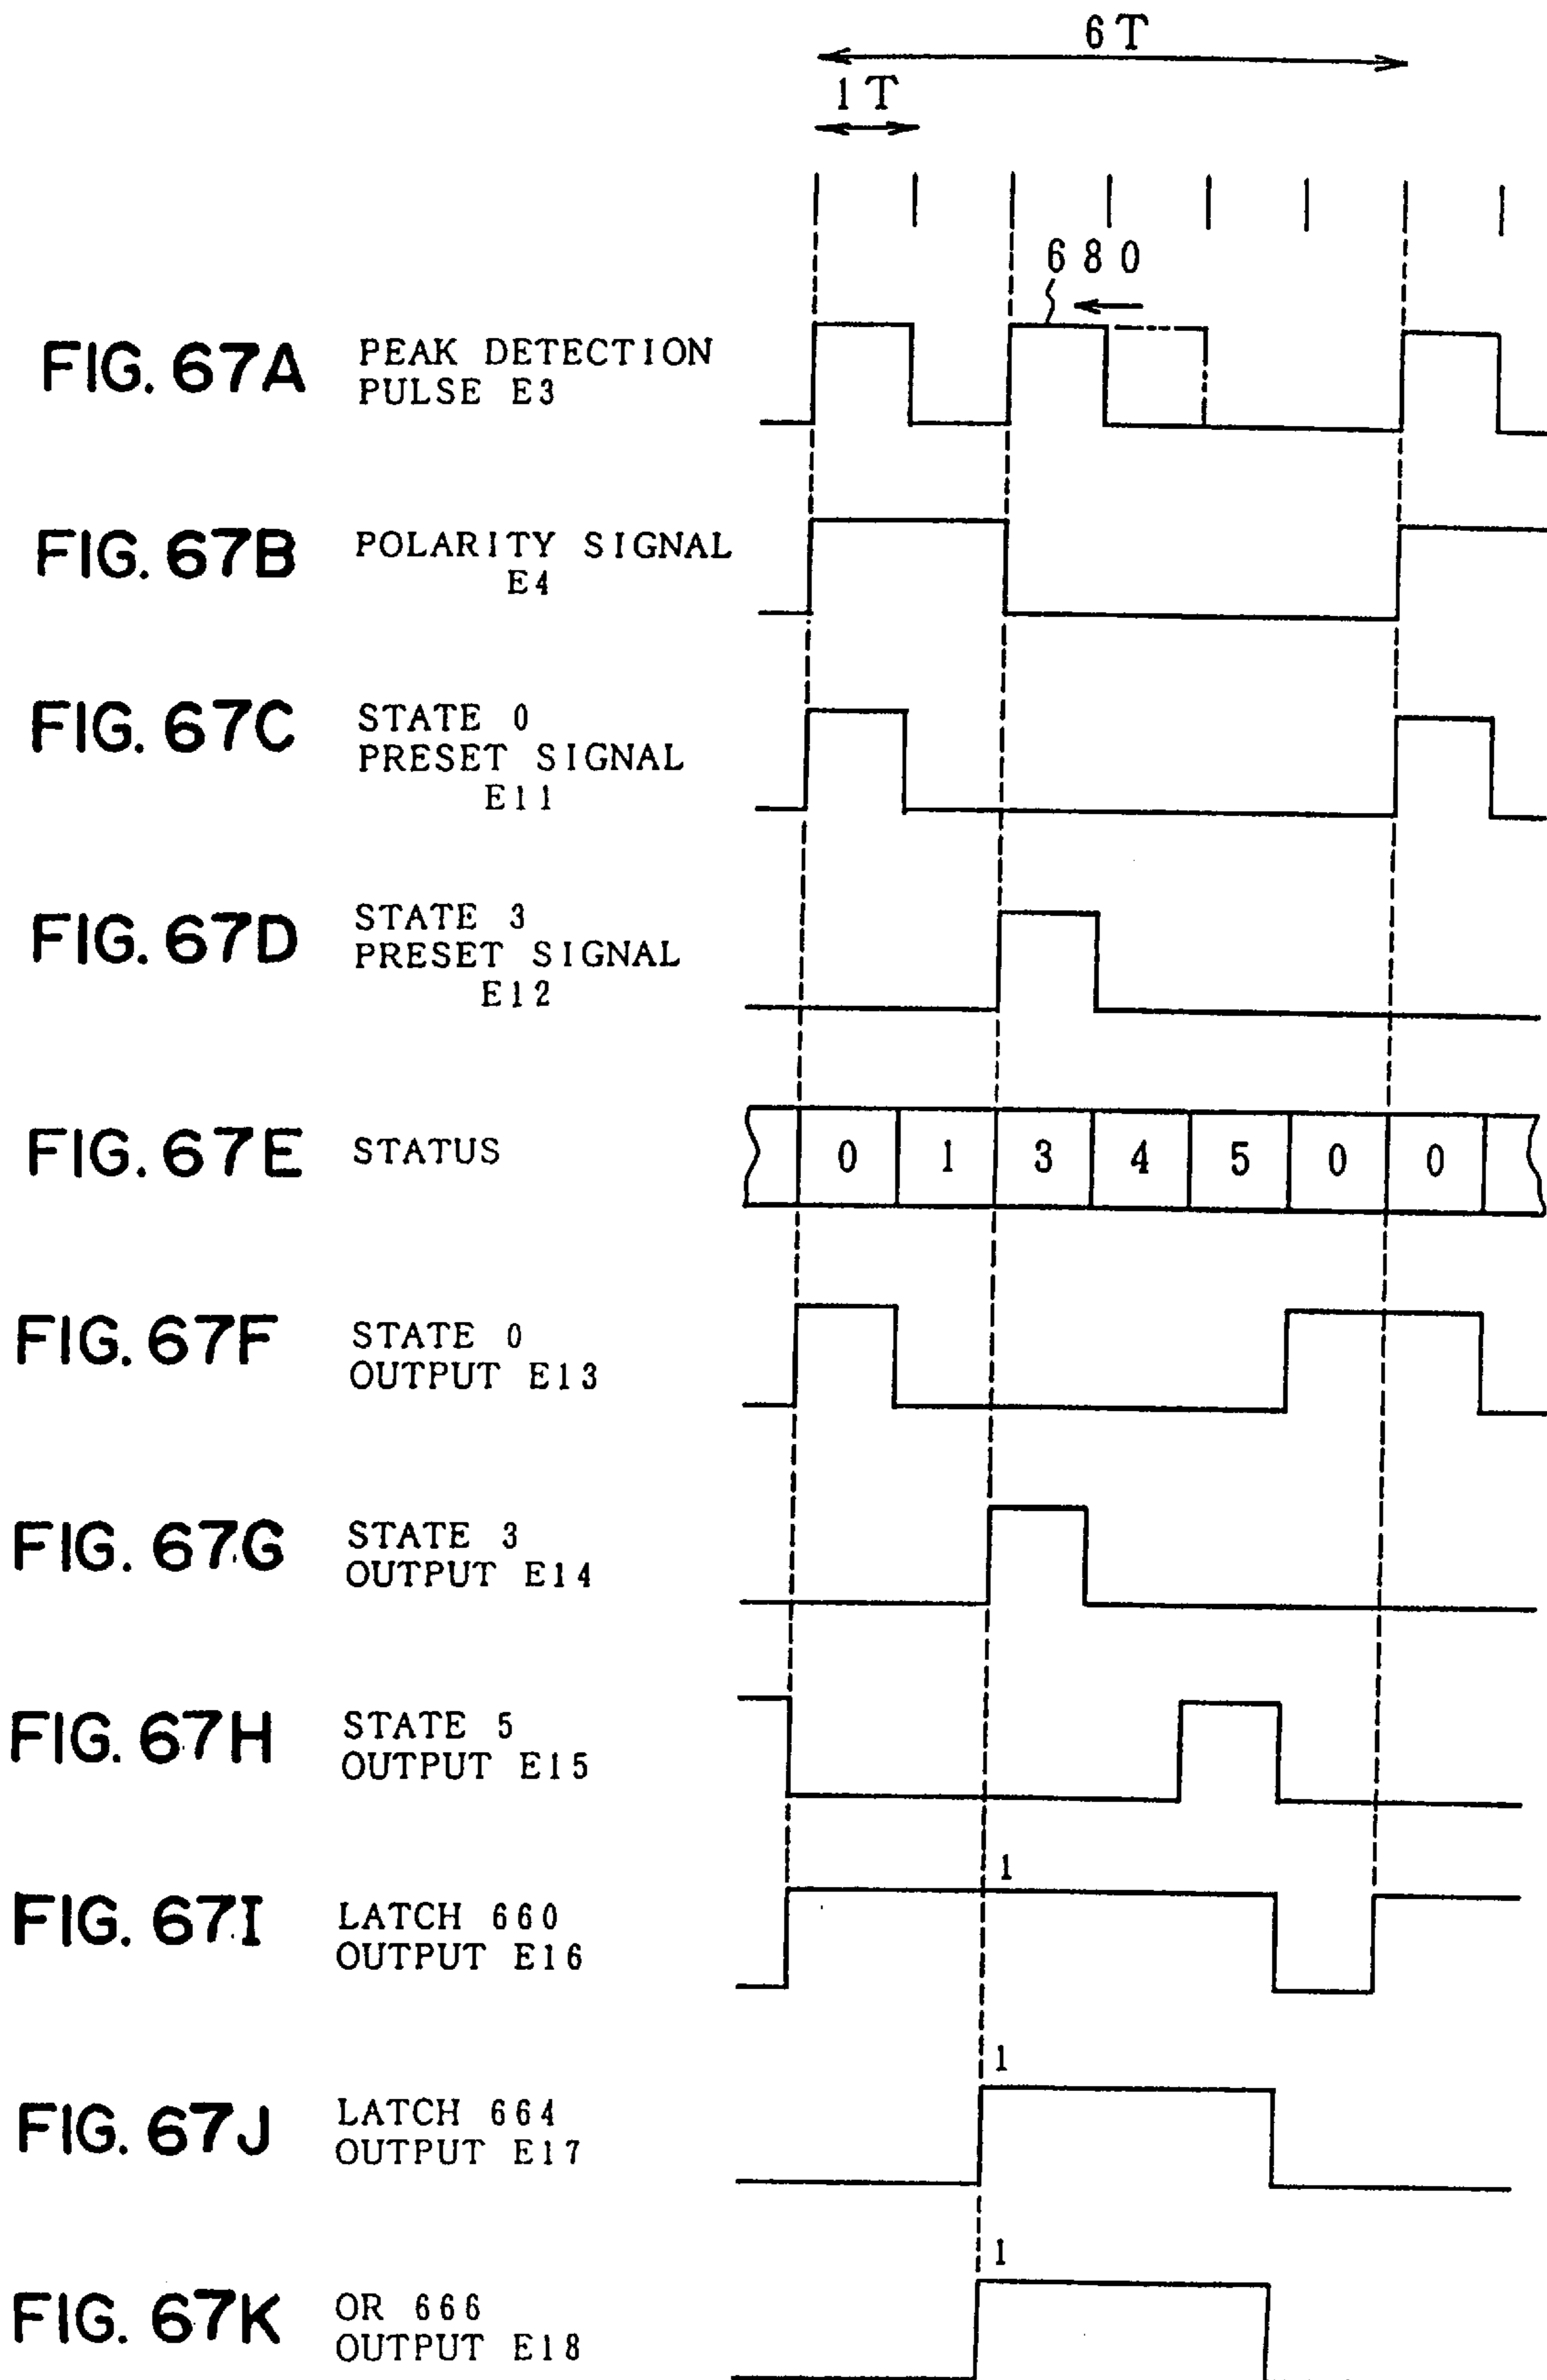 6T
1T
680
FIG. 67A PEAK DETECTION
PULSE E3
FIG. 67B POLARITY SIGNAL
E4
FIG. 67C STATE 0
PRESET SIGNAL
E11
FIG. 67D STATE 3
PRESET SIGNAL
E12
FIG. 67E STATUS 0 1 3 4 5 0 0
FIG. 67F STATE 0
OUTPUT E13
FIG. 67G STATE 3
OUTPUT E14
FIG. 67H STATE 5
OUTPUT E15
1
FIG. 67I LATCH 660
OUTPUT E16
1
FIG. 67J LATCH 664
OUTPUT E17
1
FIG. 67K OR 666
OUTPUT E18